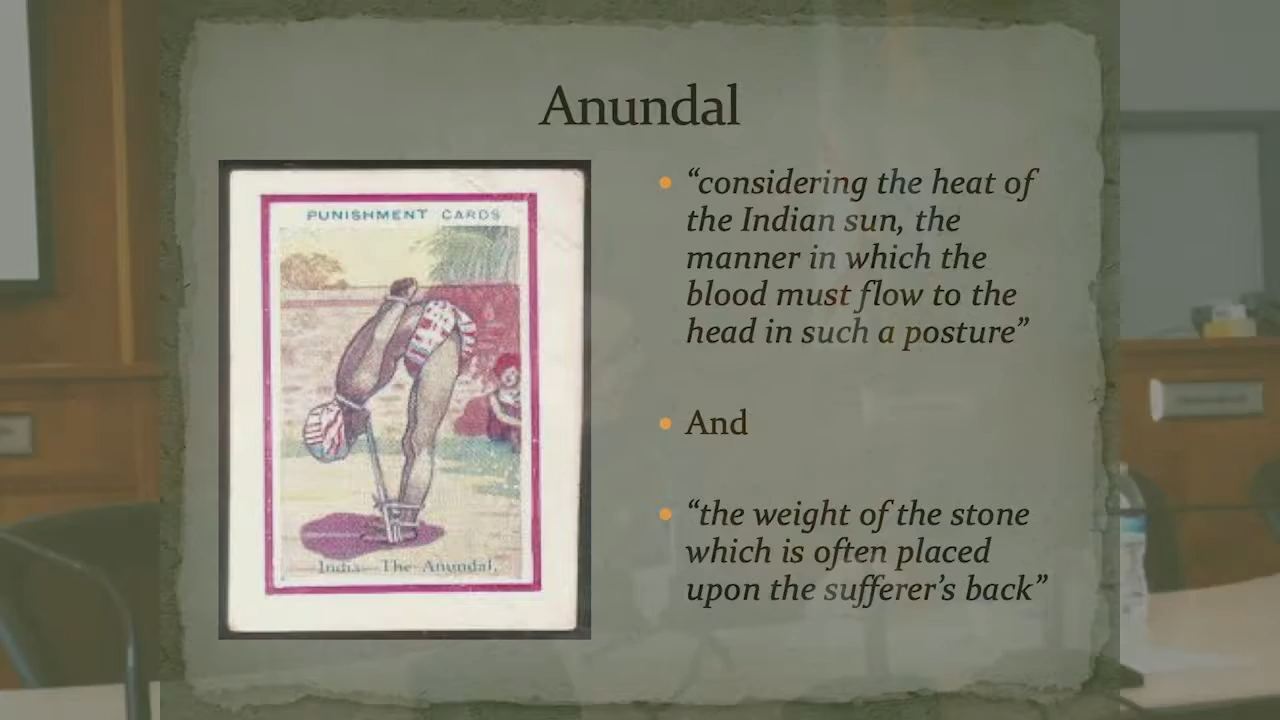 Anundal
PUNISHMENT CARDS
India—The Anundal.
“considering the heat of
the Indian sun, the
manner in which the
blood must flow to the
head in such a posture”
And
“the weight of the stone
which is often placed
upon the sufferer’s back”